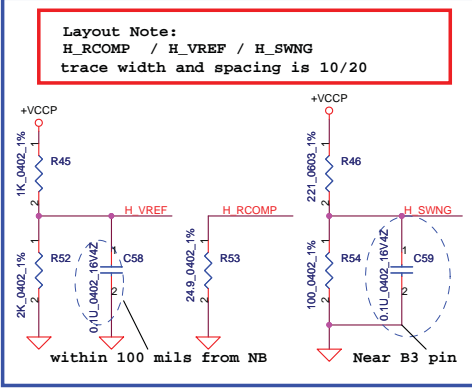 Layout Note:
H_RCOMP / H_VREF / H_SWNG
trace width and spacing is 10/20
+VCCP
+VCCP
1
1K_0402_1%
R45
2
1
221_0603_1%
R46
2
H_VREF
H_RCOMP
H_SWNG
1
2K_0402_1%
R52
2
1
0.1U_0402_16V4Z
C58
2
1
24.9_0402_1%
R53
2
1
100_0402_1%
R54
2
1
0.1U_0402_16V4Z
C59
2
within 100 mils from NB
Near B3 pin